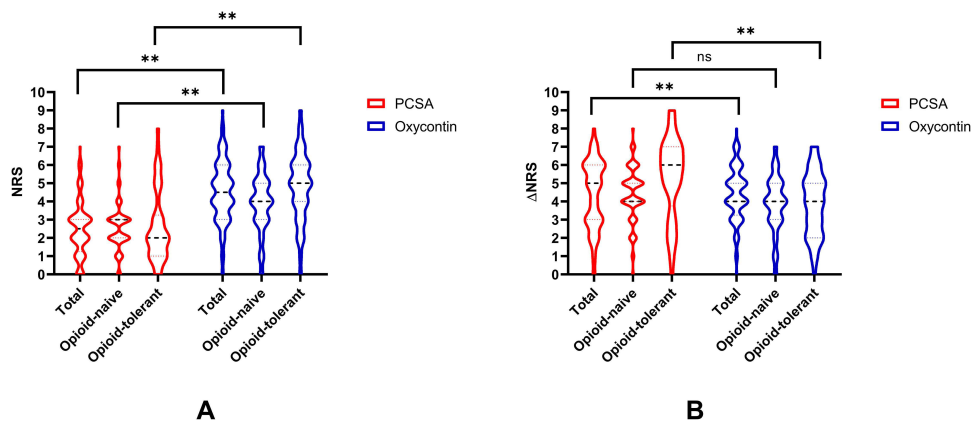 **
**
**
10
9
8
7
6
5
4
3
2
1
0
NRS
Total
Opioid-naive
Opioid-tolerant
Total
Opioid-naive
Opioid-tolerant
PCSA
Oxycontin
A
**
ns
**
10
9
8
7
6
5
4
3
2
1
0
ΔNRS
Total
Opioid-naive
Opioid-tolerant
Total
Opioid-naive
Opioid-tolerant
PCSA
Oxycontin
B